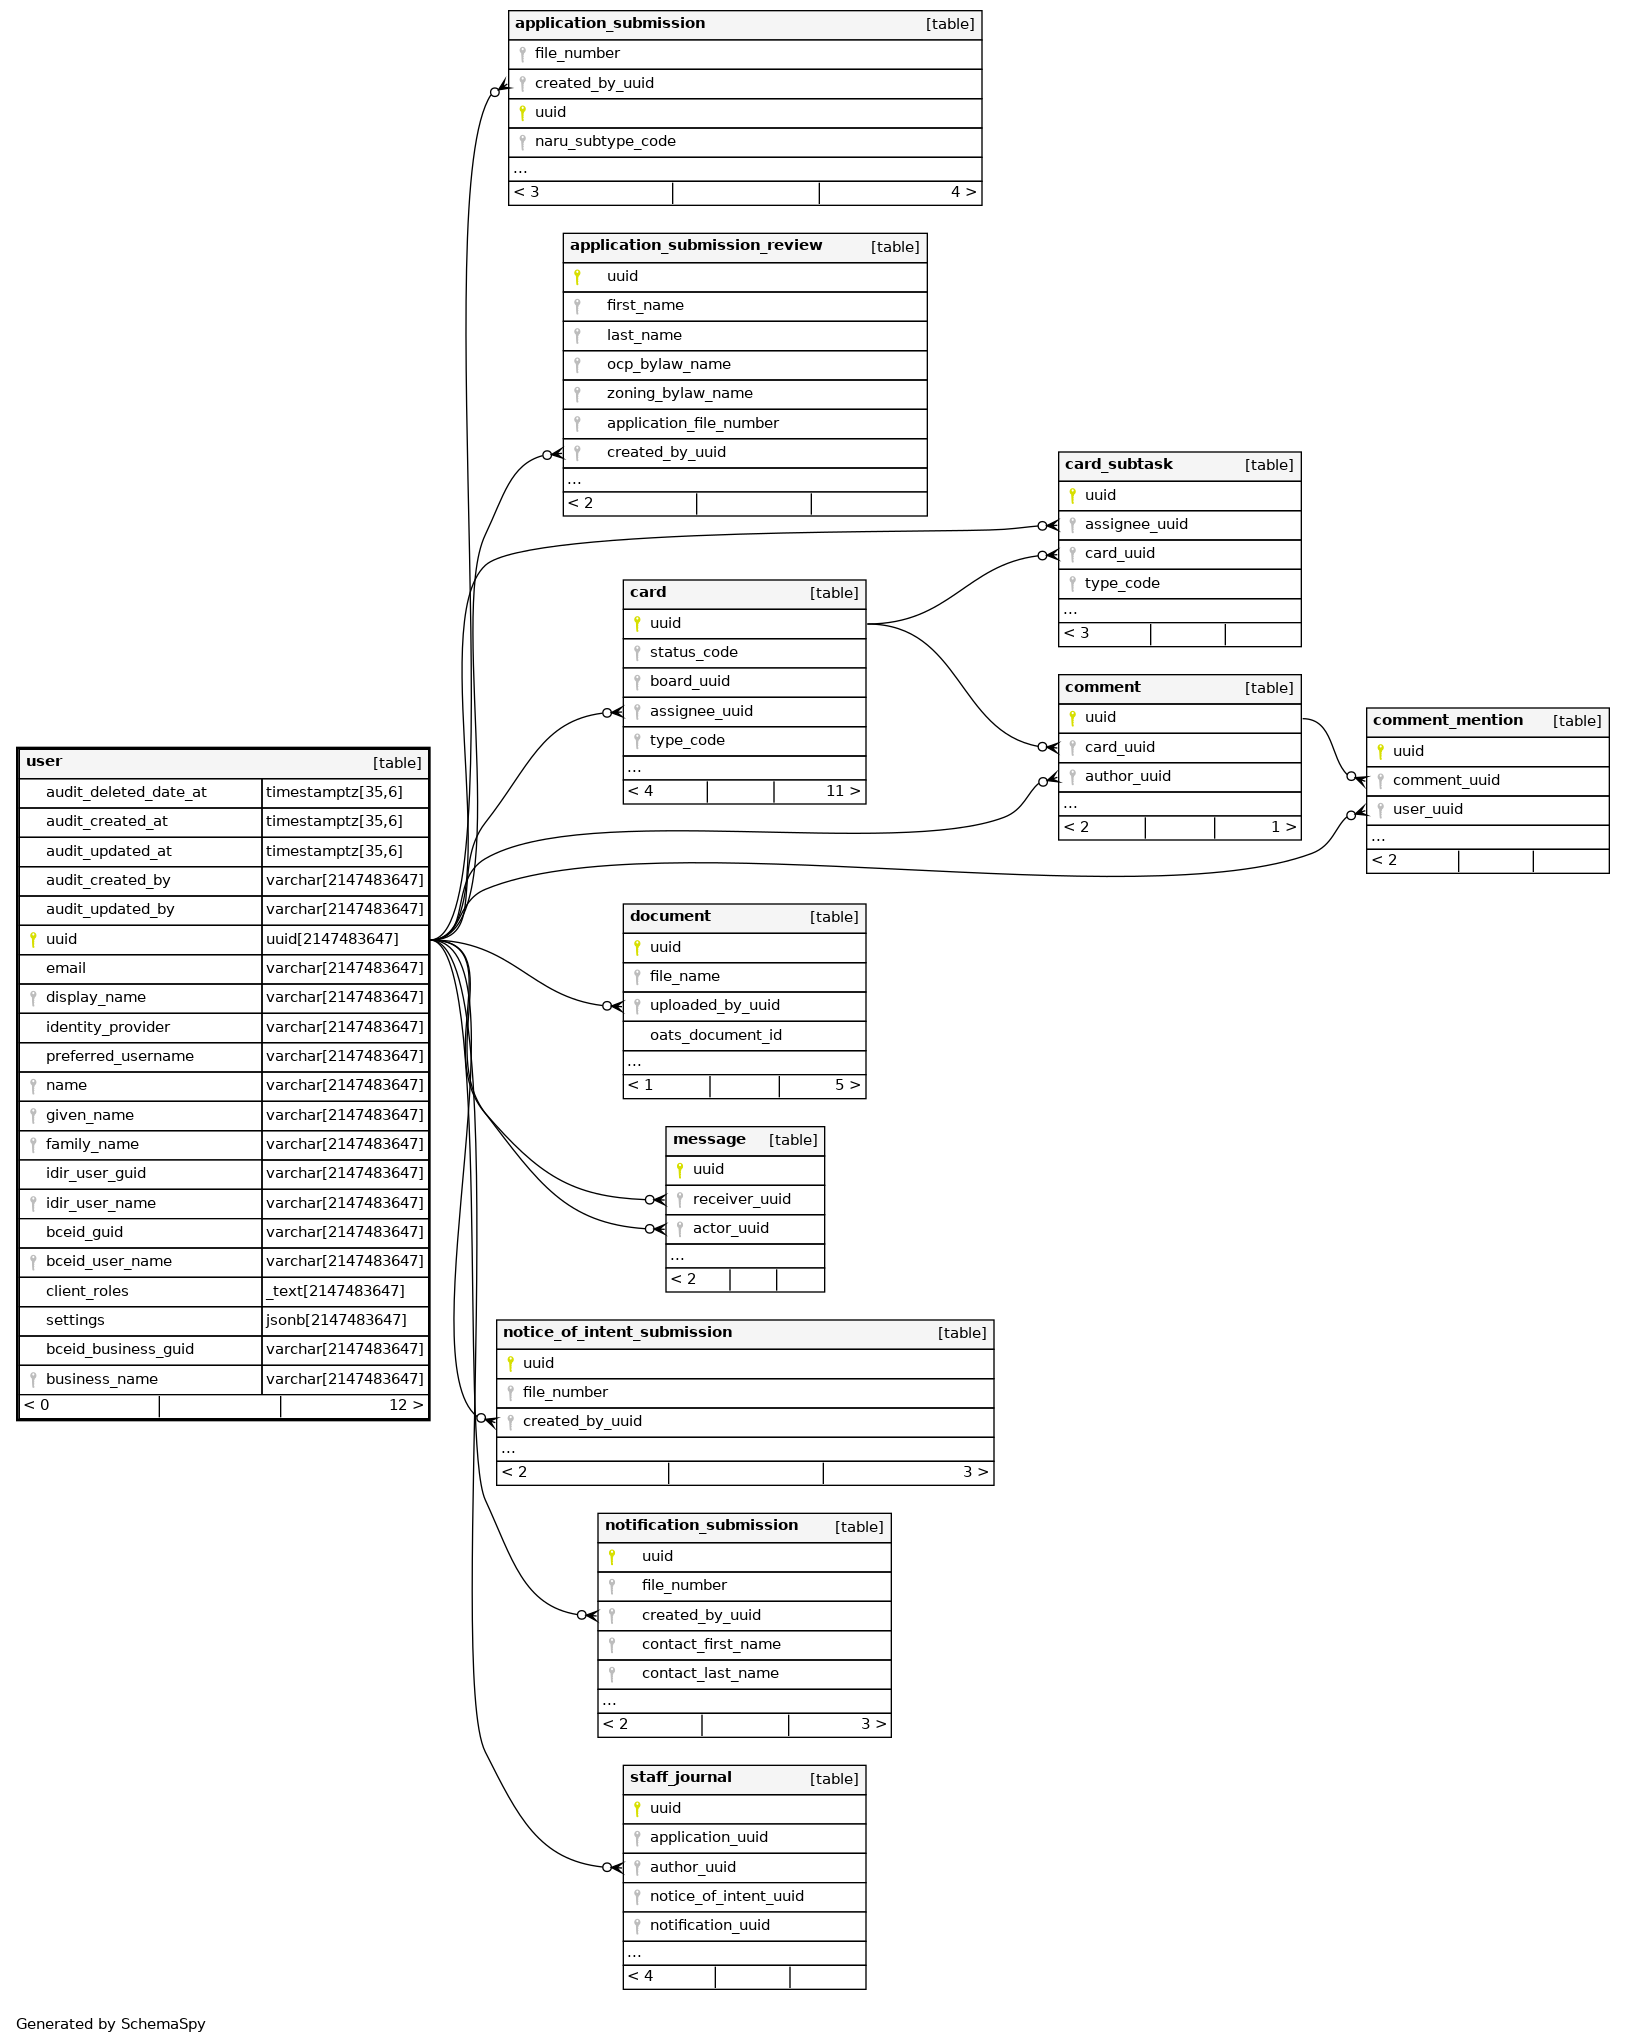 application_submission [table]
file_number
created_by_uuid
uuid
naru_subtype_code
...
< 3 4 >
application_submission_review [table]
uuid
first_name
last_name
ocp_bylaw_name
zoning_bylaw_name
application_file_number
created_by_uuid
...
< 2
card_subtask [table]
uuid
assignee_uuid
card_uuid
type_code
...
< 3
card [table]
uuid
status_code
board_uuid
assignee_uuid
type_code
...
< 4 11 >
comment [table]
uuid
card_uuid
author_uuid
...
< 2 1 >
comment_mention [table]
uuid
comment_uuid
user_uuid
...
< 2
user [table]
audit_deleted_date_at timestamptz[35,6]
audit_created_at timestamptz[35,6]
audit_updated_at timestamptz[35,6]
audit_created_by varchar[2147483647]
audit_updated_by varchar[2147483647]
uuid uuid[2147483647]
email varchar[2147483647]
display_name varchar[2147483647]
identity_provider varchar[2147483647]
preferred_username varchar[2147483647]
name varchar[2147483647]
given_name varchar[2147483647]
family_name varchar[2147483647]
idir_user_guid varchar[2147483647]
idir_user_name varchar[2147483647]
bceid_guid varchar[2147483647]
bceid_user_name varchar[2147483647]
client_roles _text[2147483647]
settings jsonb[2147483647]
bceid_business_guid varchar[2147483647]
business_name varchar[2147483647]
< 0 12 >
document [table]
uuid
file_name
uploaded_by_uuid
oats_document_id
...
< 1 5 >
message [table]
uuid
receiver_uuid
actor_uuid
...
< 2
notice_of_intent_submission [table]
uuid
file_number
created_by_uuid
...
< 2 3 >
notification_submission [table]
uuid
file_number
created_by_uuid
contact_first_name
contact_last_name
...
< 2 3 >
staff_journal [table]
uuid
application_uuid
author_uuid
notice_of_intent_uuid
notification_uuid
...
< 4
Generated by SchemaSpy